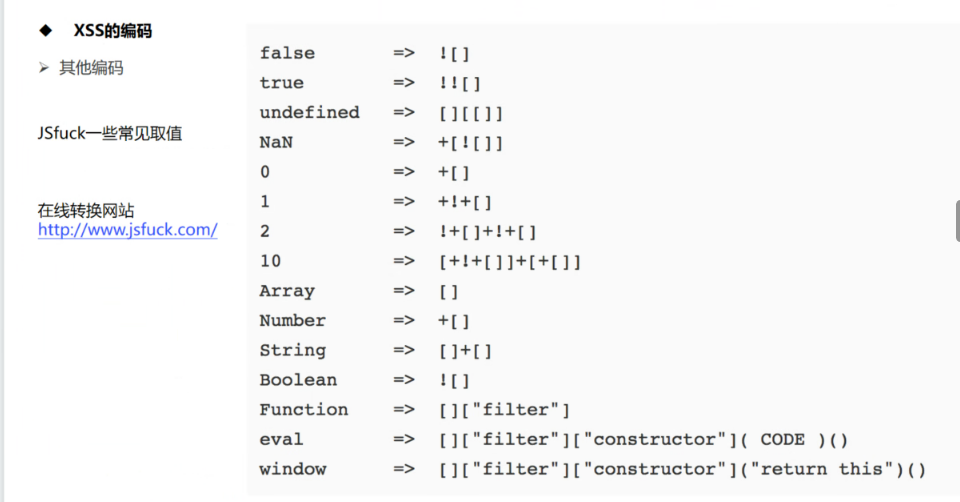 ◆ XSS的编码
➢ 其他编码
JSfuck一些常见取值
在线转换网站
http://www.jsfuck.com/
false => ![]
true => !![]
undefined => [][[]]
NaN => +[![]]
0 => +[]
1 => +!+[]
2 => !+[]+!+[]
10 => [+!+[]]+[+[]]
Array => []
Number => +[]
String => []+[]
Boolean => ![]
Function => []["filter"]
eval => []["filter"]["constructor"]( CODE )()
window => []["filter"]["constructor"]("return this")()